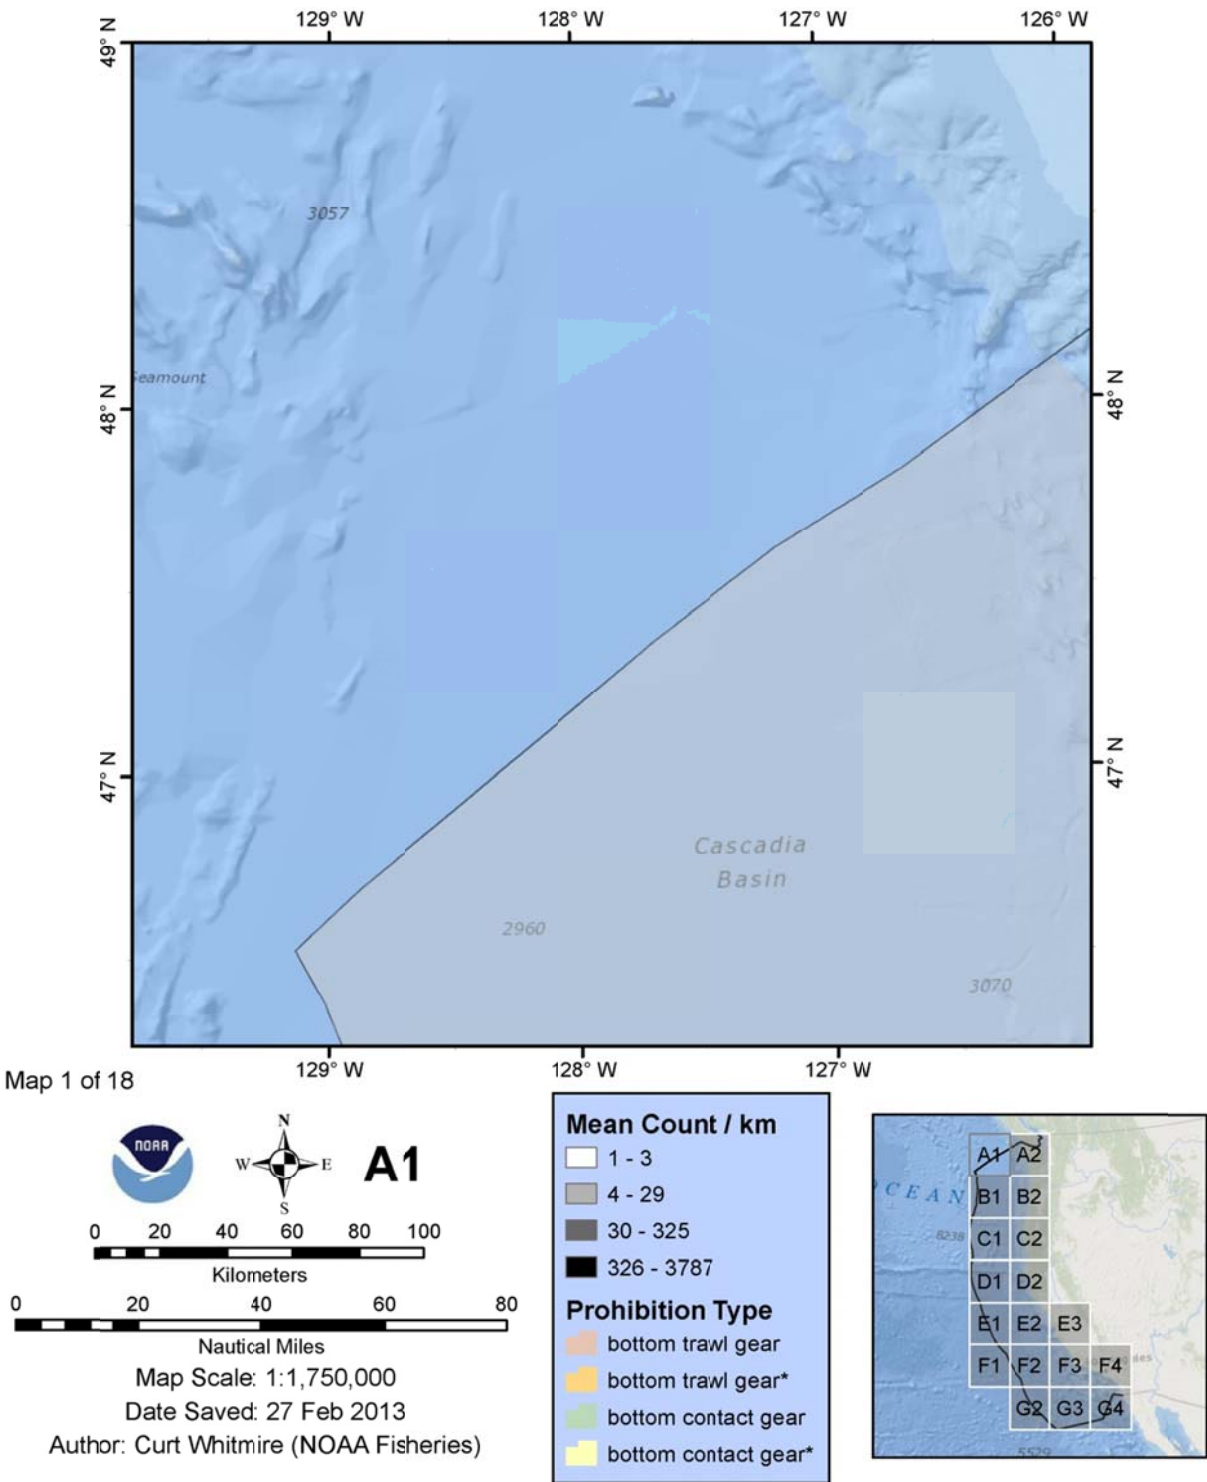 129° W
128° W
127° W
126° W
49° N
3057
Seamount
48° N
48° N
47° N
47° N
Cascadia
Basin
2960
3070
129° W
128° W
127° W
Map 1 of 18
NOAA
N
W
E
S
A1
0 20 40 60 80 100
Kilometers
0 20 40 60 80
Nautical Miles
Map Scale: 1:1,750,000
Date Saved: 27 Feb 2013
Author: Curt Whitmire (NOAA Fisheries)
Mean Count / km
1 - 3
4 - 29
30 - 325
326 - 3787
Prohibition Type
bottom trawl gear
bottom trawl gear*
bottom contact gear
bottom contact gear*
A1 A2
OCEAN
B1 B2
8238
C1 C2
D1 D2
E1 E2 E3
F1 F2 F3 F4
des
G2 G3 G4
5529